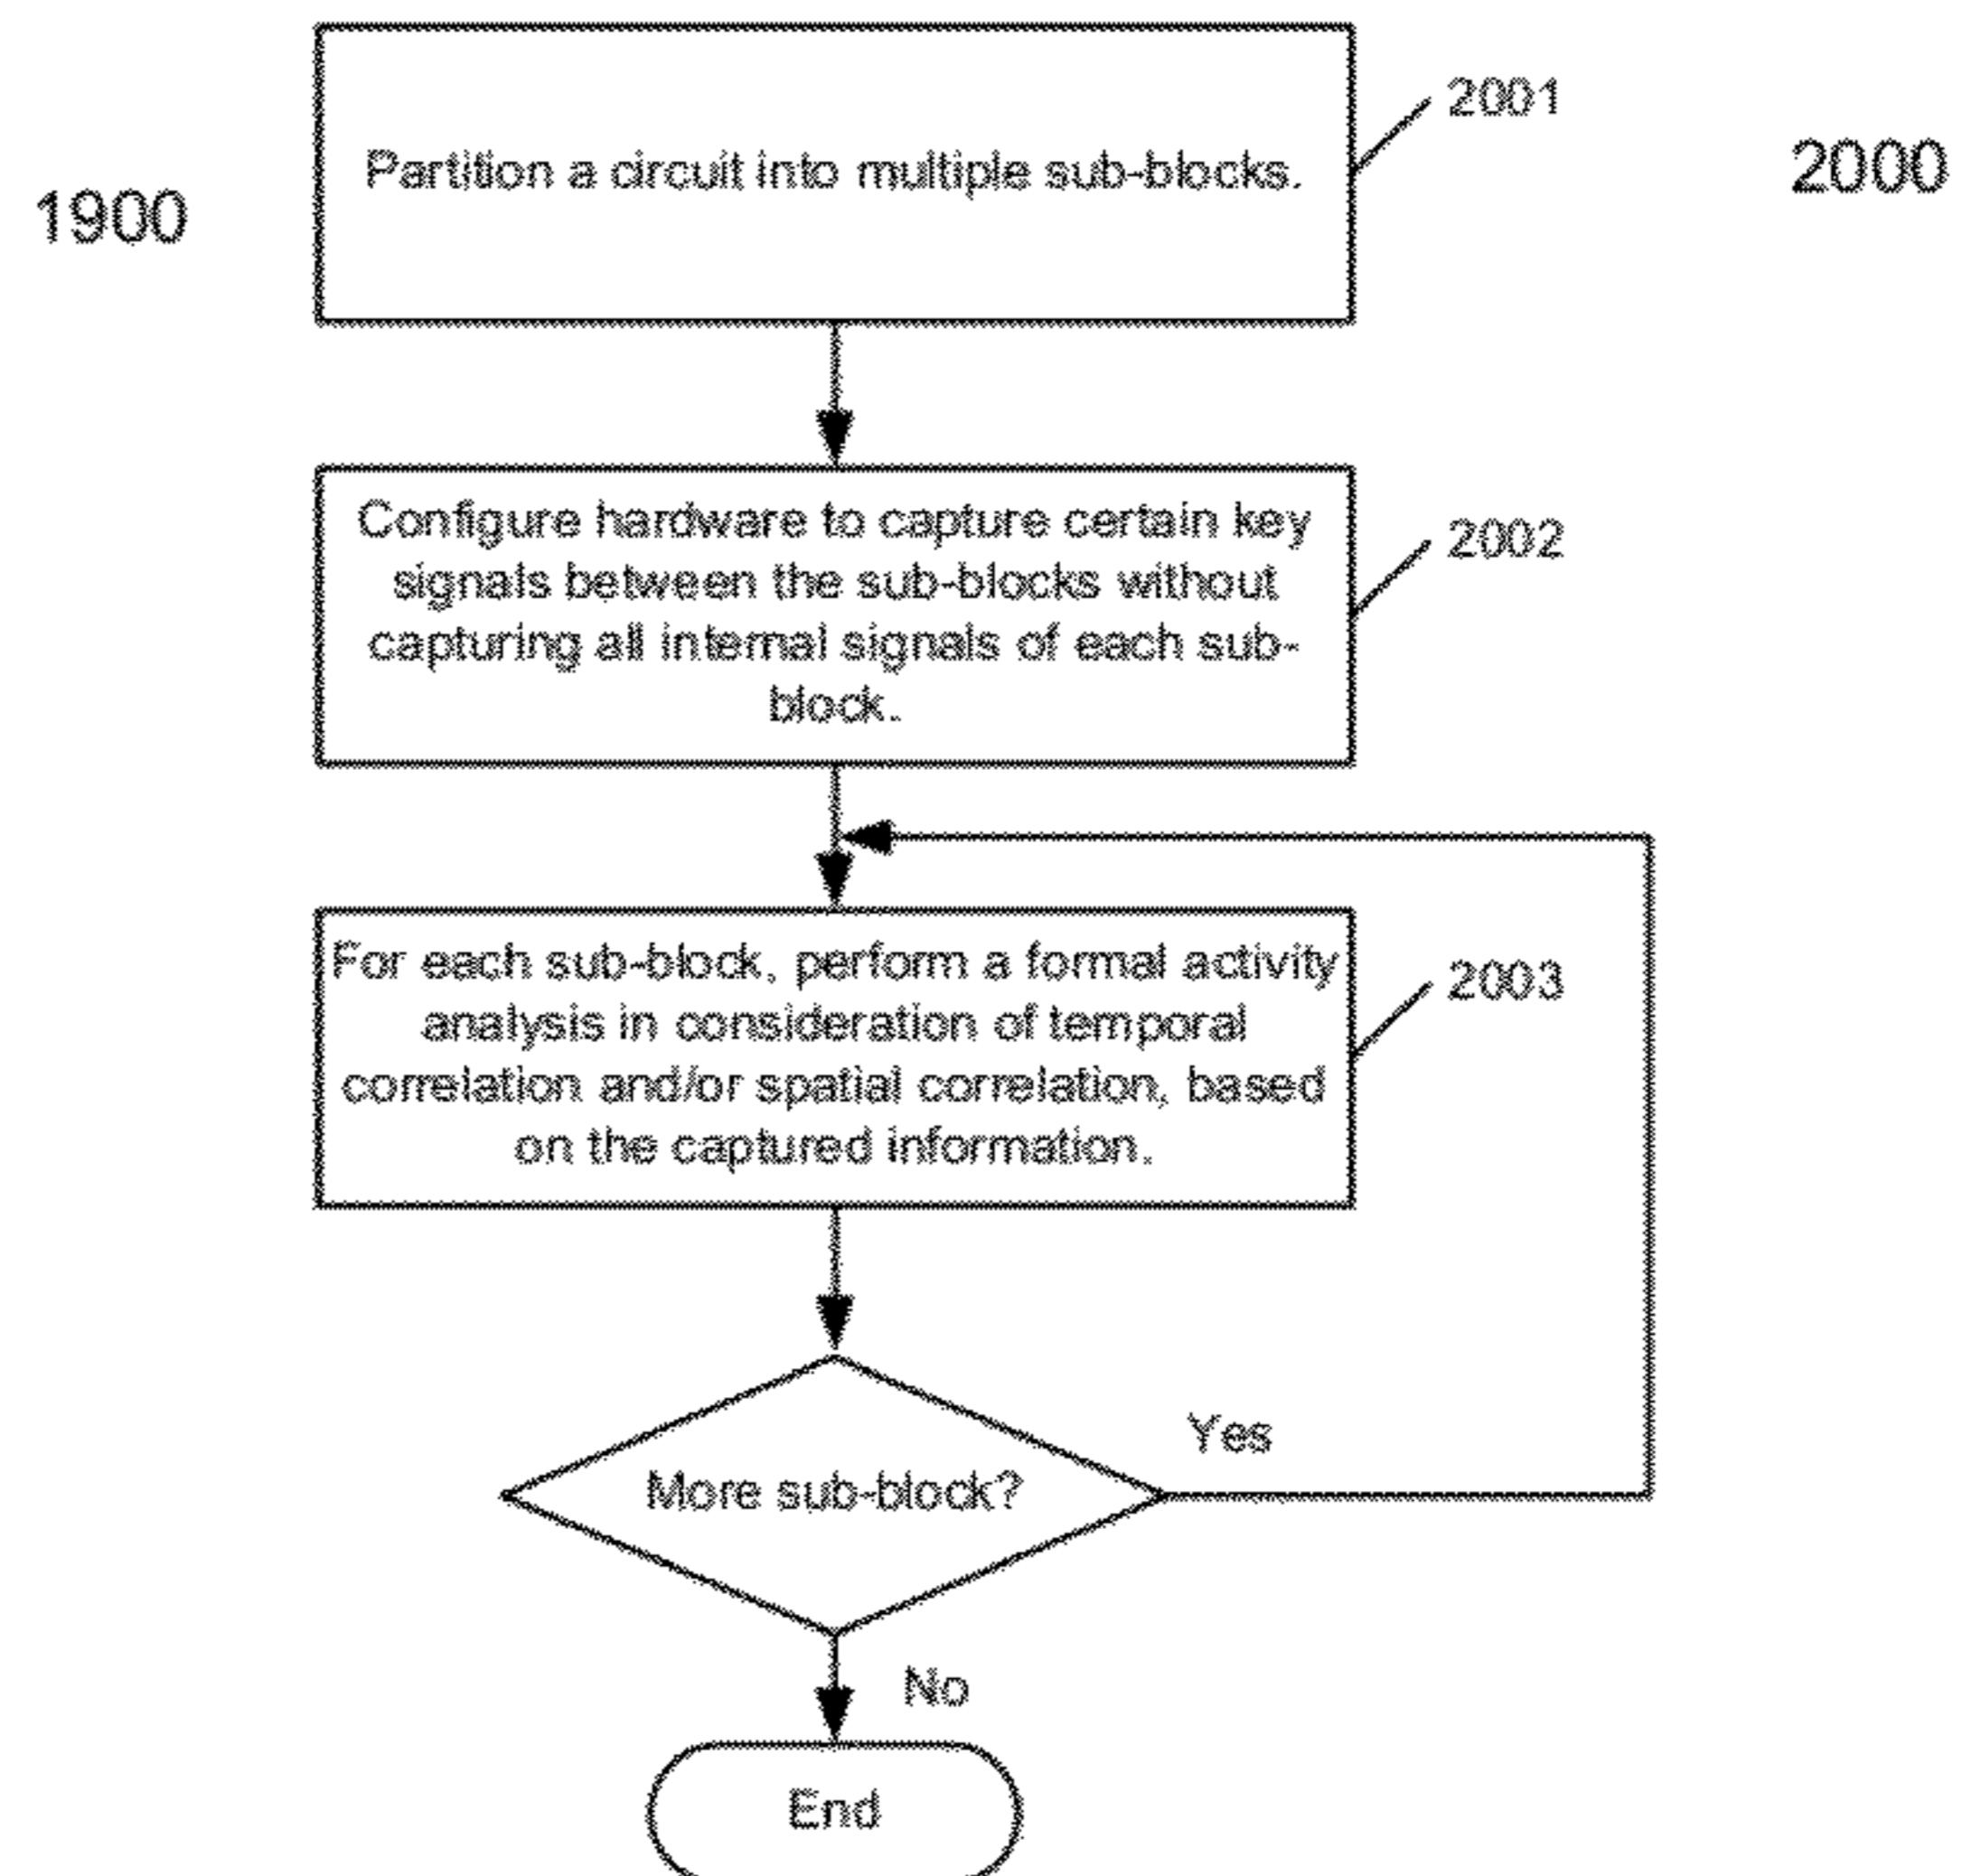 2001
2000
Partition a circuit into multiple sub-blocks.
1900
Configure hardware to capture certain key
signals between the sub-blocks without
capturing all internal signals of each sub-
block.
2002
For each sub-block, perform a formal activity
analysis in consideration of temporal
correlation and/or spatial correlation, based
on the captured information.
2003
Yes
More sub-block?
No
End